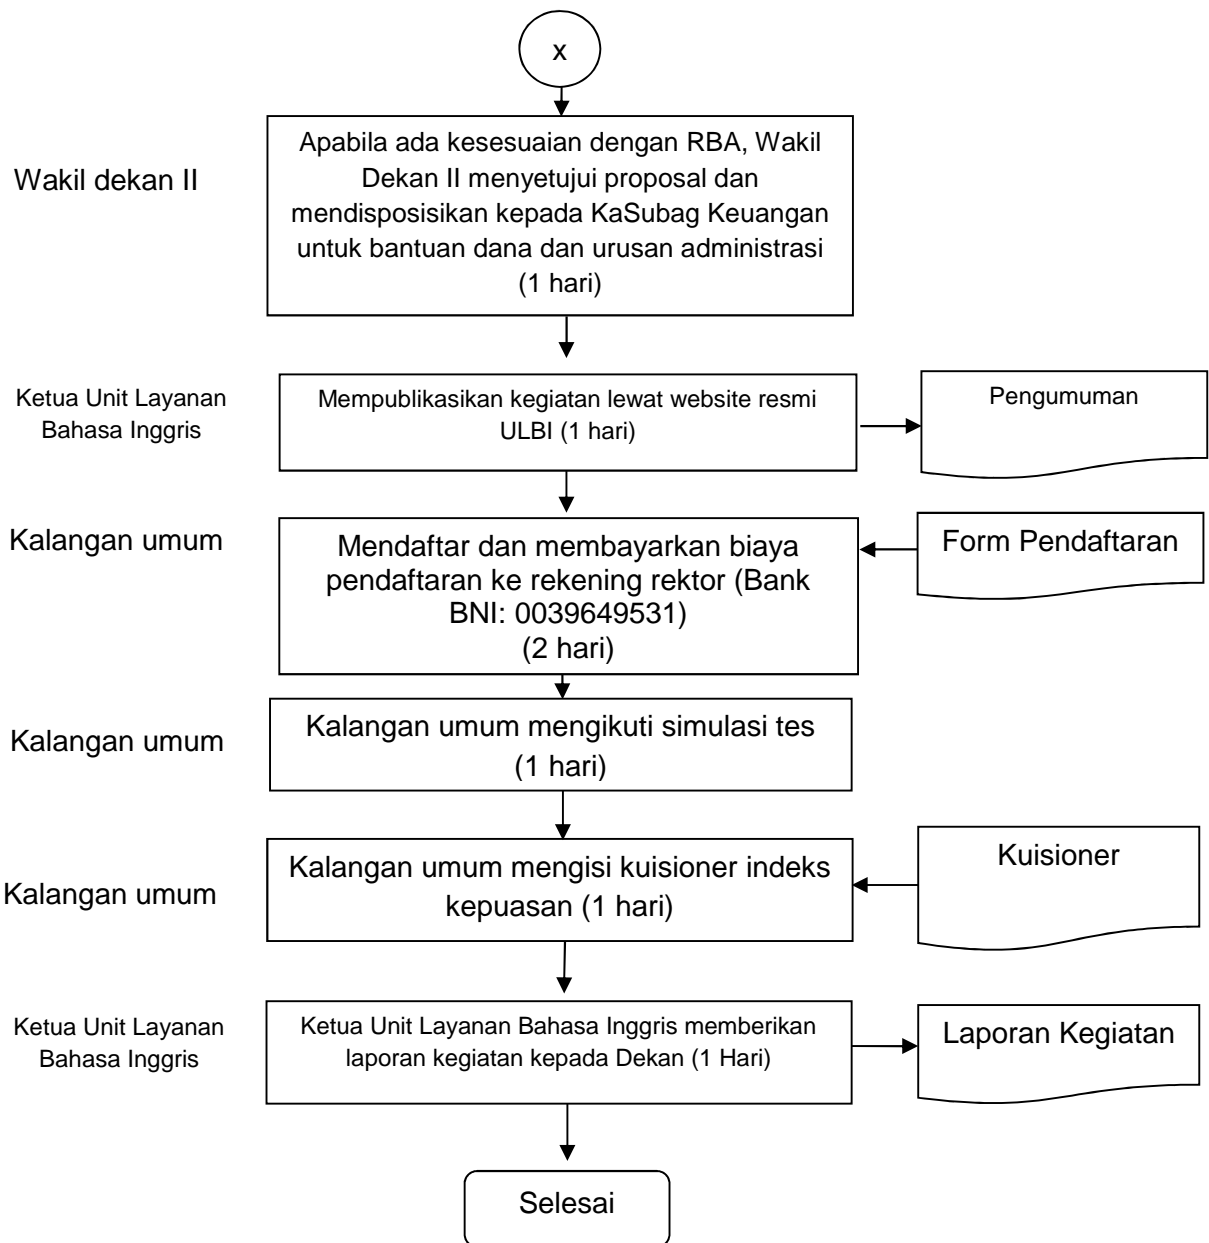 x
Wakil dekan II
Apabila ada kesesuaian dengan RBA, Wakil
Dekan II menyetujui proposal dan
mendisposisikan kepada KaSubag Keuangan
untuk bantuan dana dan urusan administrasi
(1 hari)
Ketua Unit Layanan
Bahasa Inggris
Mempublikasikan kegiatan lewat website resmi
ULBI (1 hari)
Pengumuman
Kalangan umum
Mendaftar dan membayarkan biaya
pendaftaran ke rekening rektor (Bank
BNI: 0039649531)
(2 hari)
Form Pendaftaran
Kalangan umum
Kalangan umum mengikuti simulasi tes
(1 hari)
Kalangan umum
Kalangan umum mengisi kuisioner indeks
kepuasan (1 hari)
Kuisioner
Ketua Unit Layanan
Bahasa Inggris
Ketua Unit Layanan Bahasa Inggris memberikan
laporan kegiatan kepada Dekan (1 Hari)
Laporan Kegiatan
Selesai